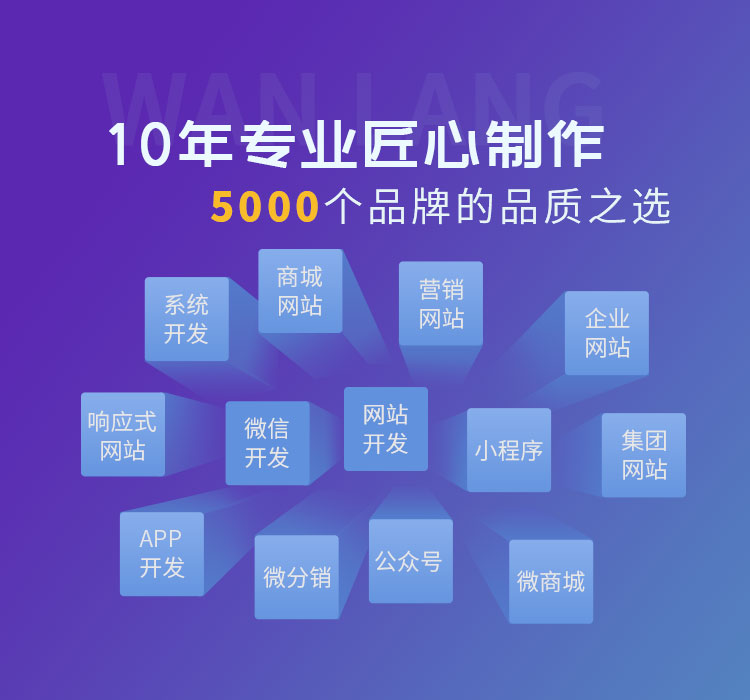 WAN LANG
10年专业匠心制作
5000个品牌的品质之选
商城
网站
营销
网站
系统
开发
企业
网站
响应式
网站
微信
开发
网站
开发
小程序
集团
网站
APP
开发
微分销
公众号
微商城